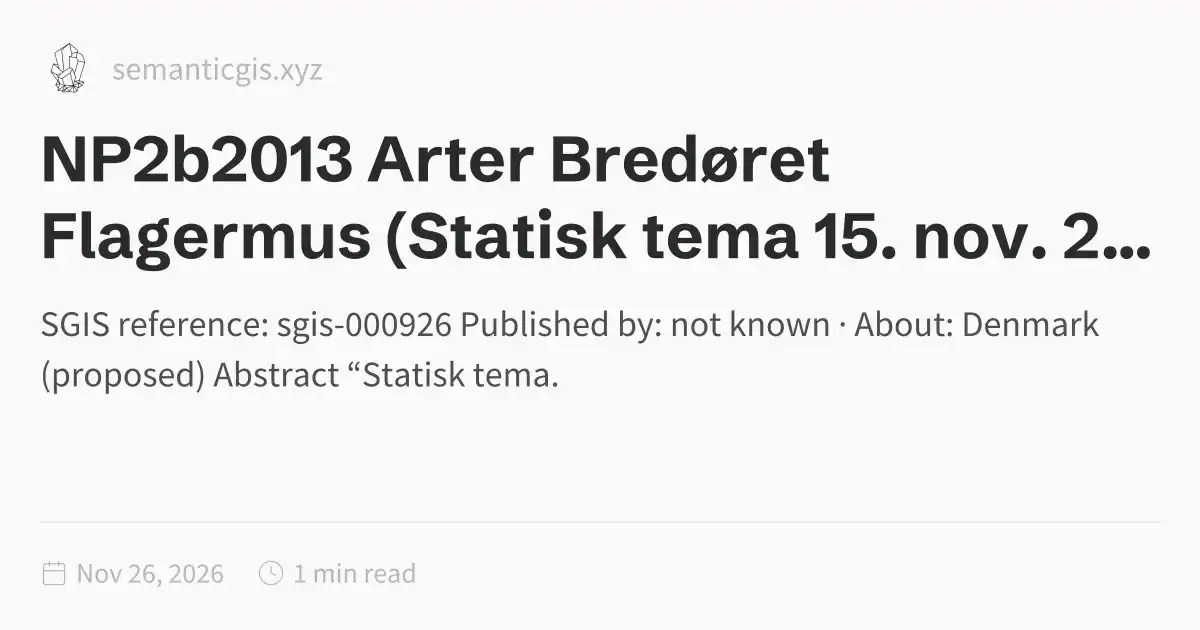 semanticgis.xyz
NP2b2013 Arter Bredøret
Flagermus (Statisk tema 15. nov. 2...
SGIS reference: sgis-000926 Published by: not known · About: Denmark
(proposed) Abstract “Statisk tema.
Nov 26, 2026 1 min read